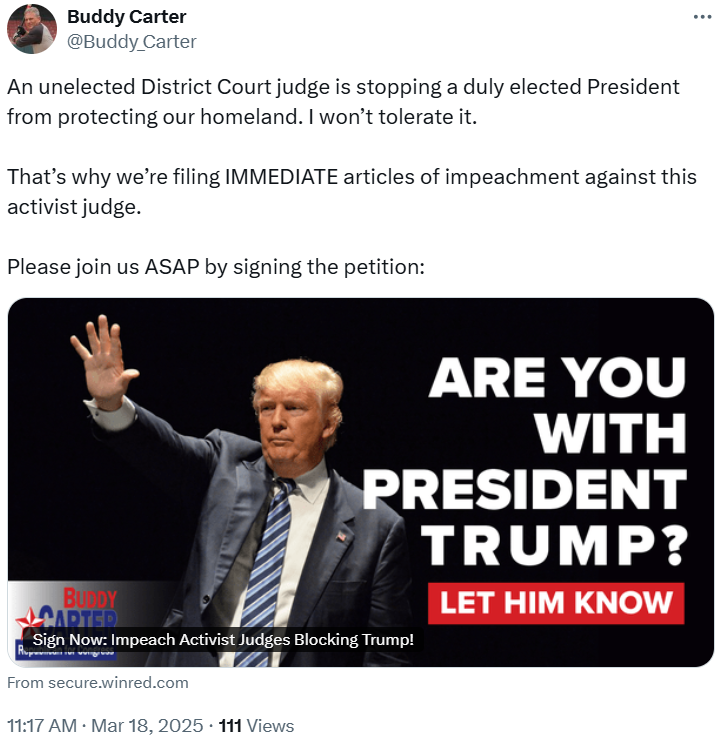 Buddy Carter
@Buddy_Carter
An unelected District Court judge is stopping a duly elected President
from protecting our homeland. I won’t tolerate it.
That’s why we’re filing IMMEDIATE articles of impeachment against this
activist judge.
Please join us ASAP by signing the petition:
ARE YOU
WITH
PRESIDENT
TRUMP?
LET HIM KNOW
BUDDY
CARTER
Republican for Congress
Sign Now: Impeach Activist Judges Blocking Trump!
From secure.winred.com
11:17 AM · Mar 18, 2025 · 111 Views